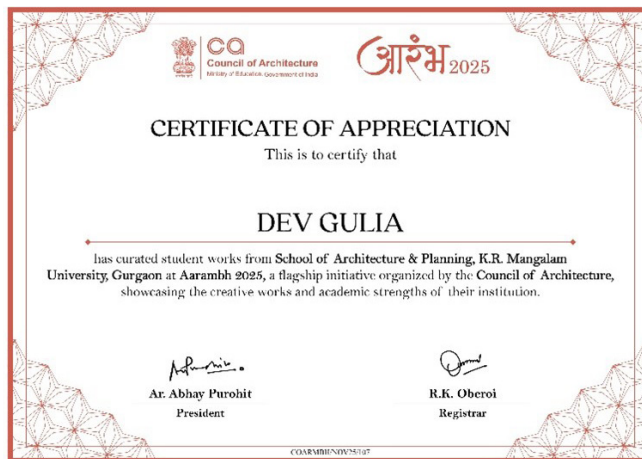 ca
Council of Architecture
Ministry of Education, Government of India
आरंभ 2025
CERTIFICATE OF APPRECIATION
This is to certify that
DEV GULIA
has curated student works from School of Architecture & Planning, K.R. Mangalam
University, Gurgaon at Aarambh 2025, a flagship initiative organized by the Council of Architecture,
showcasing the creative works and academic strengths of their institution.
Ar. Abhay Purohit
President
R.K. Oberoi
Registrar